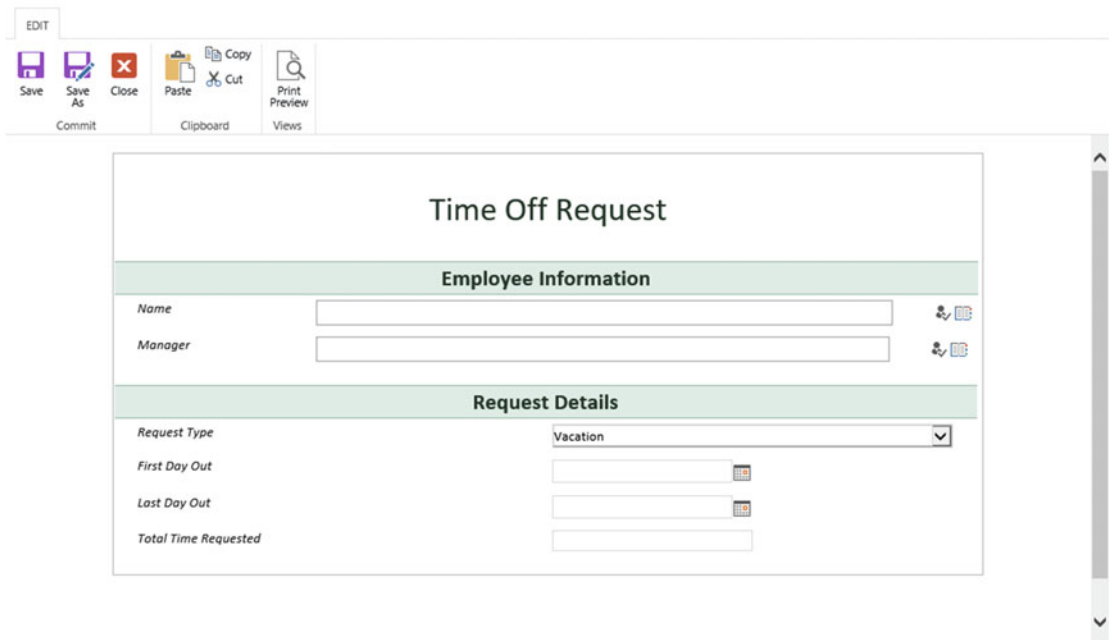 EDIT
Save
Save As
Close
Paste
Copy
Cut
Print Preview
Commit
Clipboard
Views
Time Off Request
Employee Information
Name
Manager
Request Details
Request Type
Vacation
First Day Out
Last Day Out
Total Time Requested